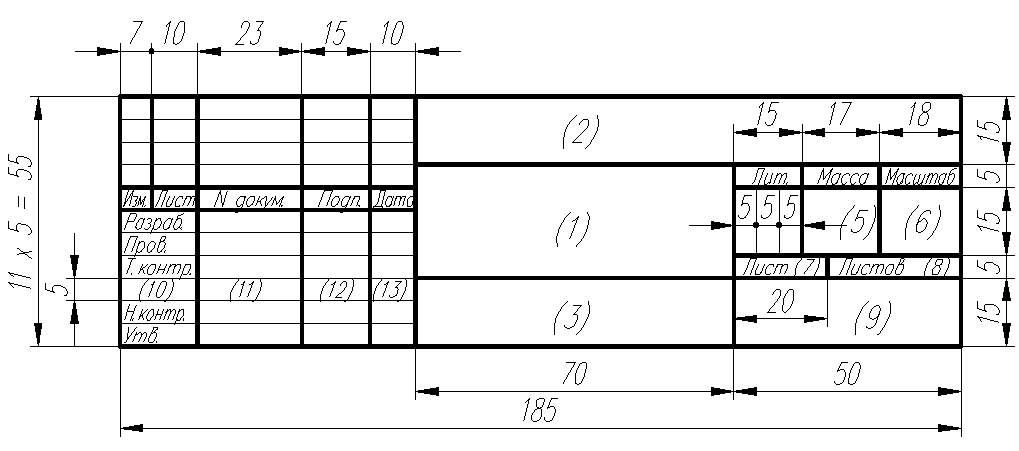 7 10 23 15 10
(2) 15 17 18 15
11 x 5 = 55
Лит. Масса Масштаб 5
Изм. Лист N докум. Подп. Дата
5 5 5 (5) (6) 15
Разраб.
(1)
Пров.
Т. контр. Лист (7) Листов (8) 5
5 (10) (11) (12) (13)
20
Н. контр. (3) (9) 15
Утв.
70 50
185